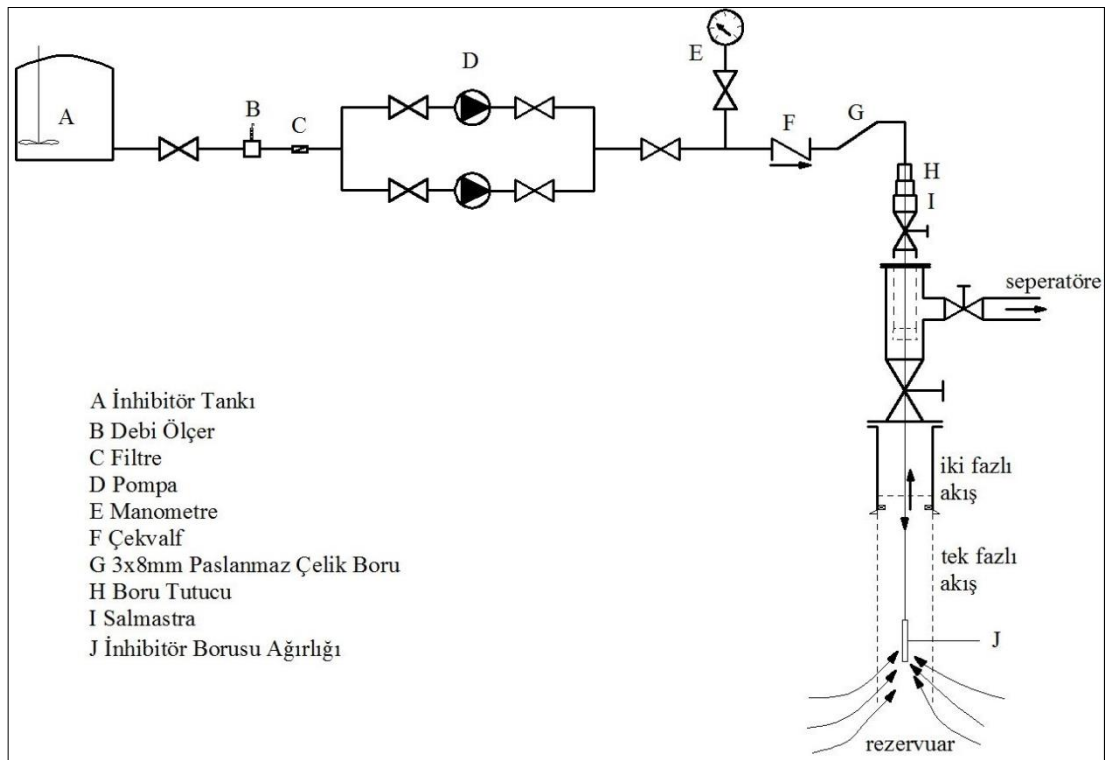 A
B
C
D
E
F
G
H
I
seperatöre
A İnhibitör Tankı
B Debi Ölçer
C Filtre
D Pompa
E Manometre
F Çekvalf
G 3x8mm Paslanmaz Çelik Boru
H Boru Tutucu
I Salmastra
J İnhibitör Borusu Ağırlığı
iki fazlı
akış
tek fazlı
akış
J
rezervuar